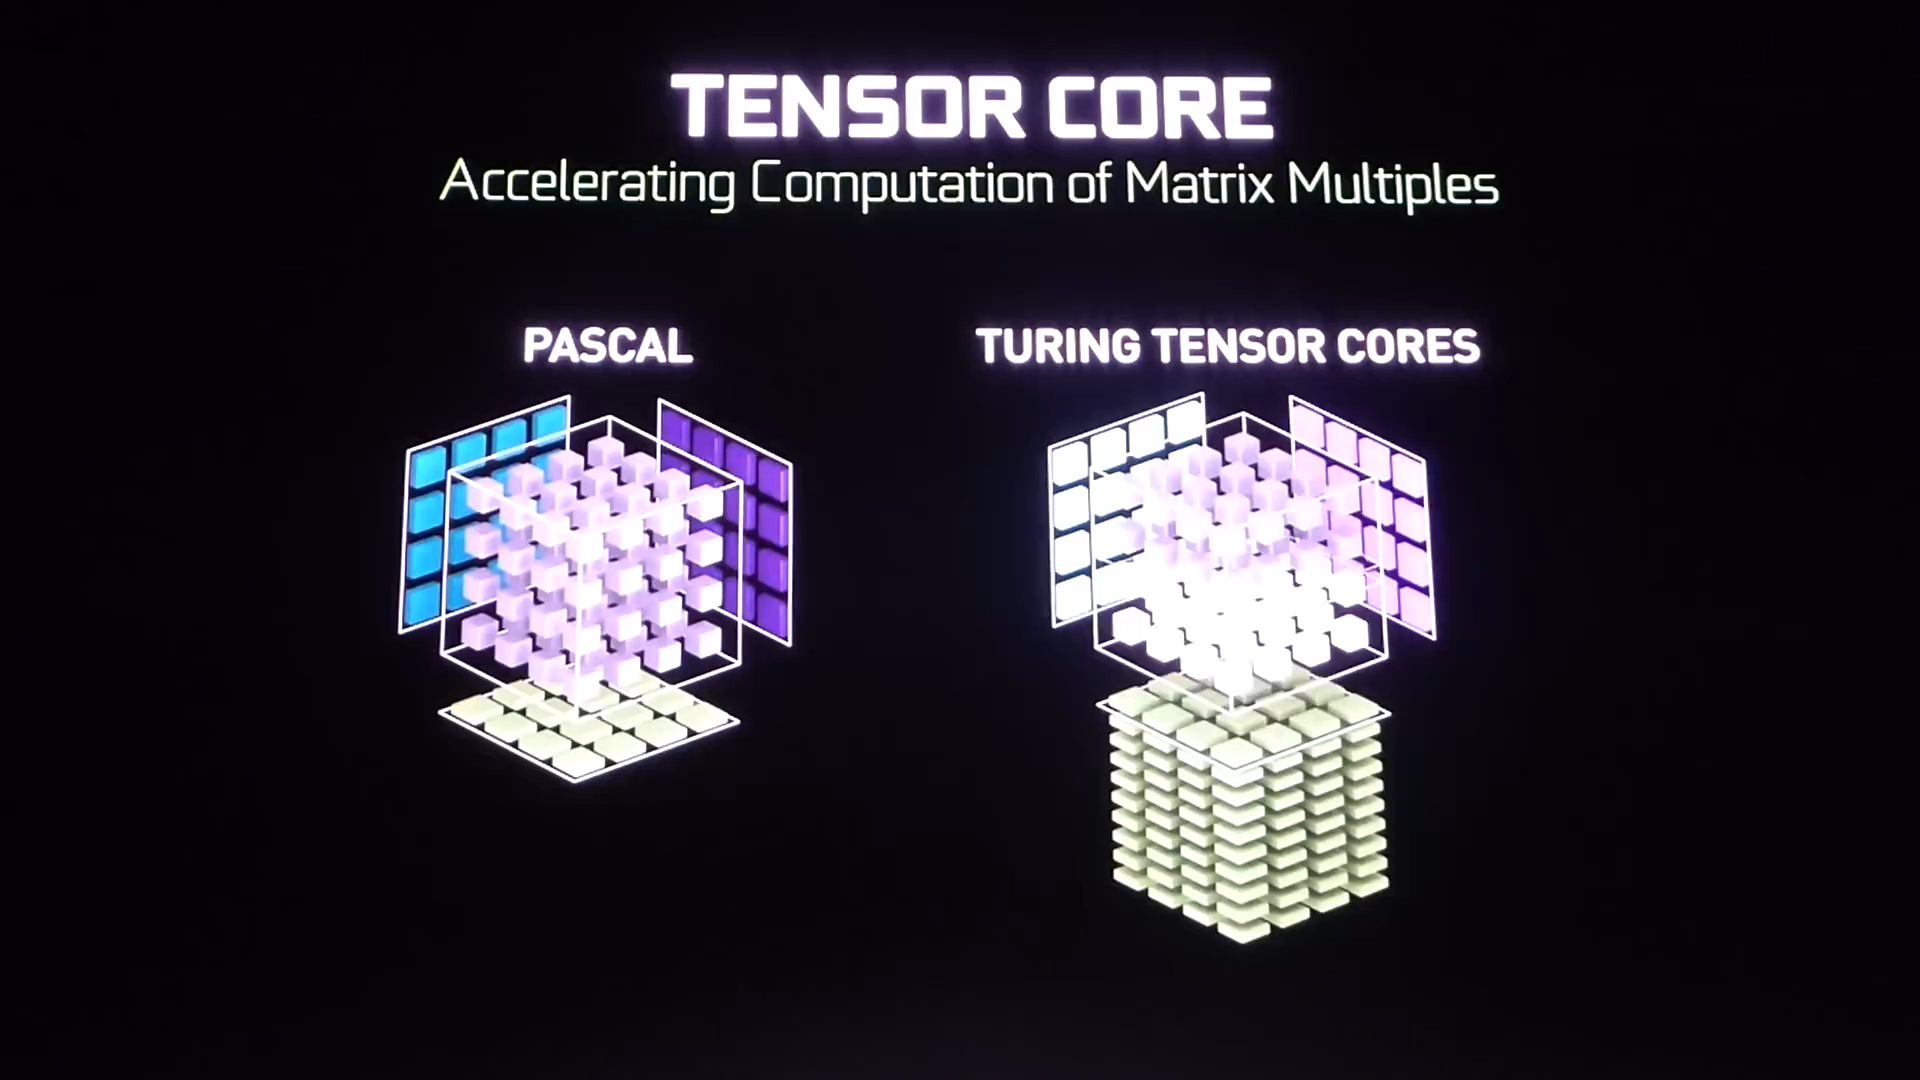 TENSOR CORE
Accelerating Computation of Matrix Multiples
PASCAL
TURING TENSOR CORES